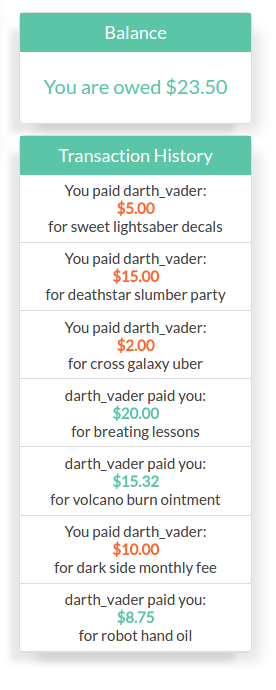 Balance
You are owed $23.50
Transaction History
You paid darth_vader:
$5.00
for sweet lightsaber decals
You paid darth_vader:
$15.00
for deathstar slumber party
You paid darth_vader:
$2.00
for cross galaxy uber
darth_vader paid you:
$20.00
for breating lessons
darth_vader paid you:
$15.32
for volcano burn ointment
You paid darth_vader:
$10.00
for dark side monthly fee
darth_vader paid you:
$8.75
for robot hand oil